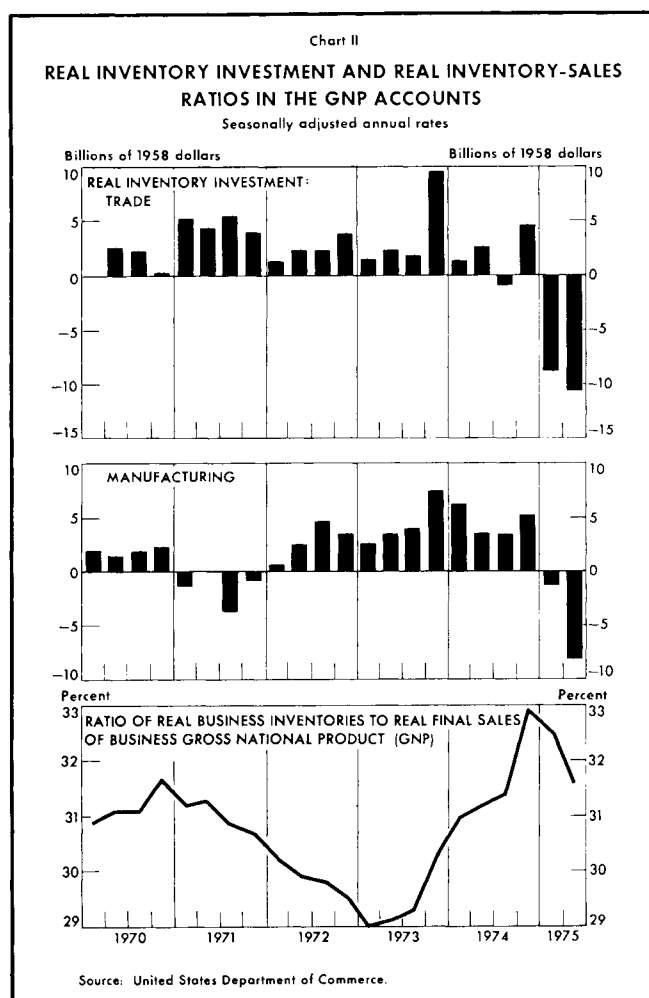 Chart II
REAL INVENTORY INVESTMENT AND REAL INVENTORY-SALES
RATIOS IN THE GNP ACCOUNTS
Seasonally adjusted annual rates
Billions of 1958 dollars Billions of 1958 dollars
10 10
REAL INVENTORY INVESTMENT:
TRADE
5 5
0 0
−5 −5
−10 −10
−15 −15
10 10
MANUFACTURING
5 5
0 0
−5 −5
−10 −10
Percent Percent
33 33
RATIO OF REAL BUSINESS INVENTORIES TO REAL FINAL SALES
OF BUSINESS GROSS NATIONAL PRODUCT (GNP)
32 32
31 31
30 30
29 29
1970 1971 1972 1973 1974 1975
Source: United States Department of Commerce.